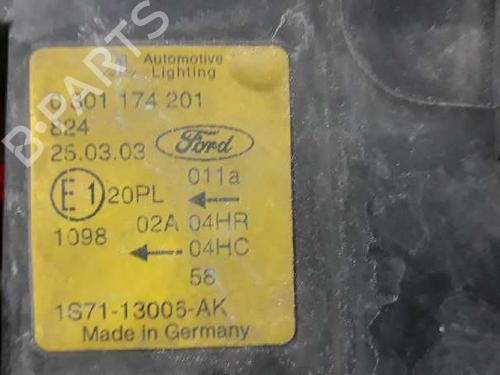 Automotive
Lighting
0 301 174 201
824
25.03.03
Ford
011a
E1 20PL
02A 04HR
1098
04HC
58
1S71-13005-AK
Made in Germany
B-PARTS